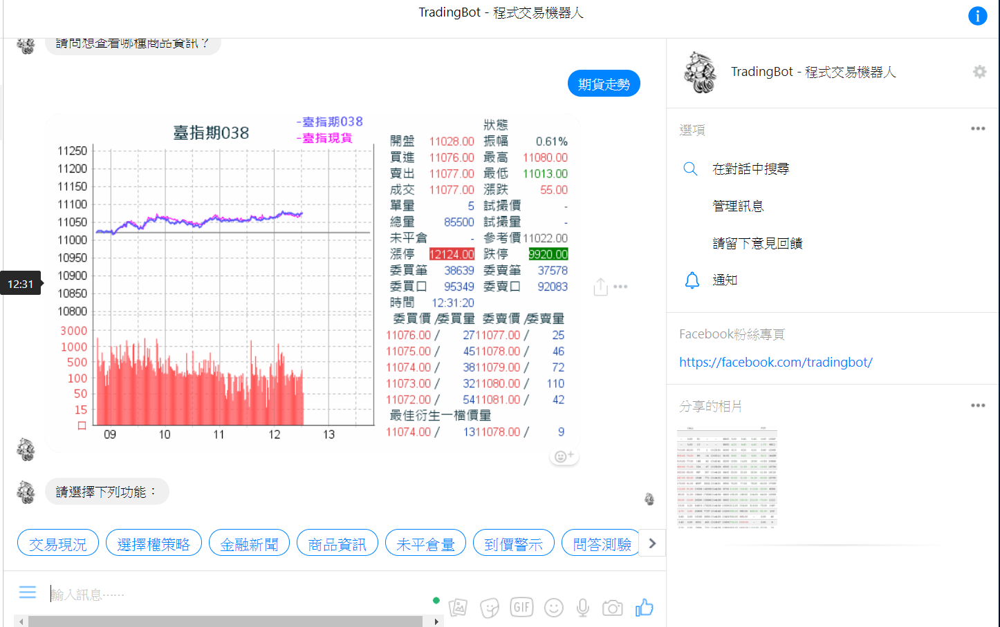 TradingBot - 程式交易機器人
請問想查看哪種商品資訊？
期貨走勢
臺指期038
-臺指期038
-臺指現貨
11250
11200
11150
11100
11050
11000
10950
10900
10850
10800
3000
1000
500
100
50
15
口
09 10 11 12 13
狀態
開盤 11028.00 振幅 0.61%
買進 11076.00 最高 11080.00
賣出 11077.00 最低 11013.00
成交 11077.00 漲跌 55.00
單量 5 試撮價 -
總量 85500 試撮量 -
未平倉 - 參考價 11022.00
漲停 12124.00 跌停 9920.00
委買筆 38639 委賣筆 37578
委買口 95349 委賣口 92083
時間 12:31:20
委買價 /委買量 委賣價 /委賣量
11076.00 / 27 11077.00 / 25
11075.00 / 45 11078.00 / 46
11074.00 / 38 11079.00 / 72
11073.00 / 32 11080.00 / 110
11072.00 / 54 11081.00 / 42
最佳衍生一檔價量
11074.00 / 13 11078.00 / 9
12:31
請選擇下列功能：
交易現況 選擇權策略 金融新聞 商品資訊 未平倉量 到價警示 問答測驗
輸入訊息……
GIF
TradingBot - 程式交易機器人
選項
在對話中搜尋
管理訊息
請留下意見回饋
通知
Facebook粉絲專頁
https://facebook.com/tradingbot/
分享的相片